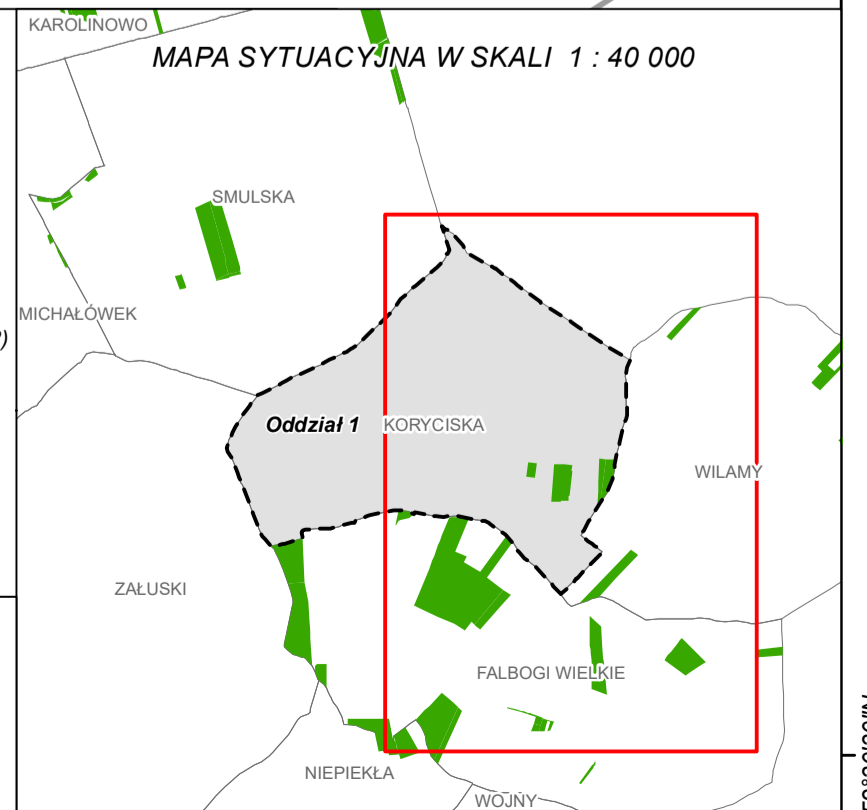 KAROLINOWO
MAPA SYTUACYJNA W SKALI 1 : 40 000
SMULSKA
MICHAŁÓWEK
Oddział 1
KORYCISKA
WILAMY
ZAŁUSKI
FALBOGI WIELKIE
NIEPIEKŁA
WOJNY